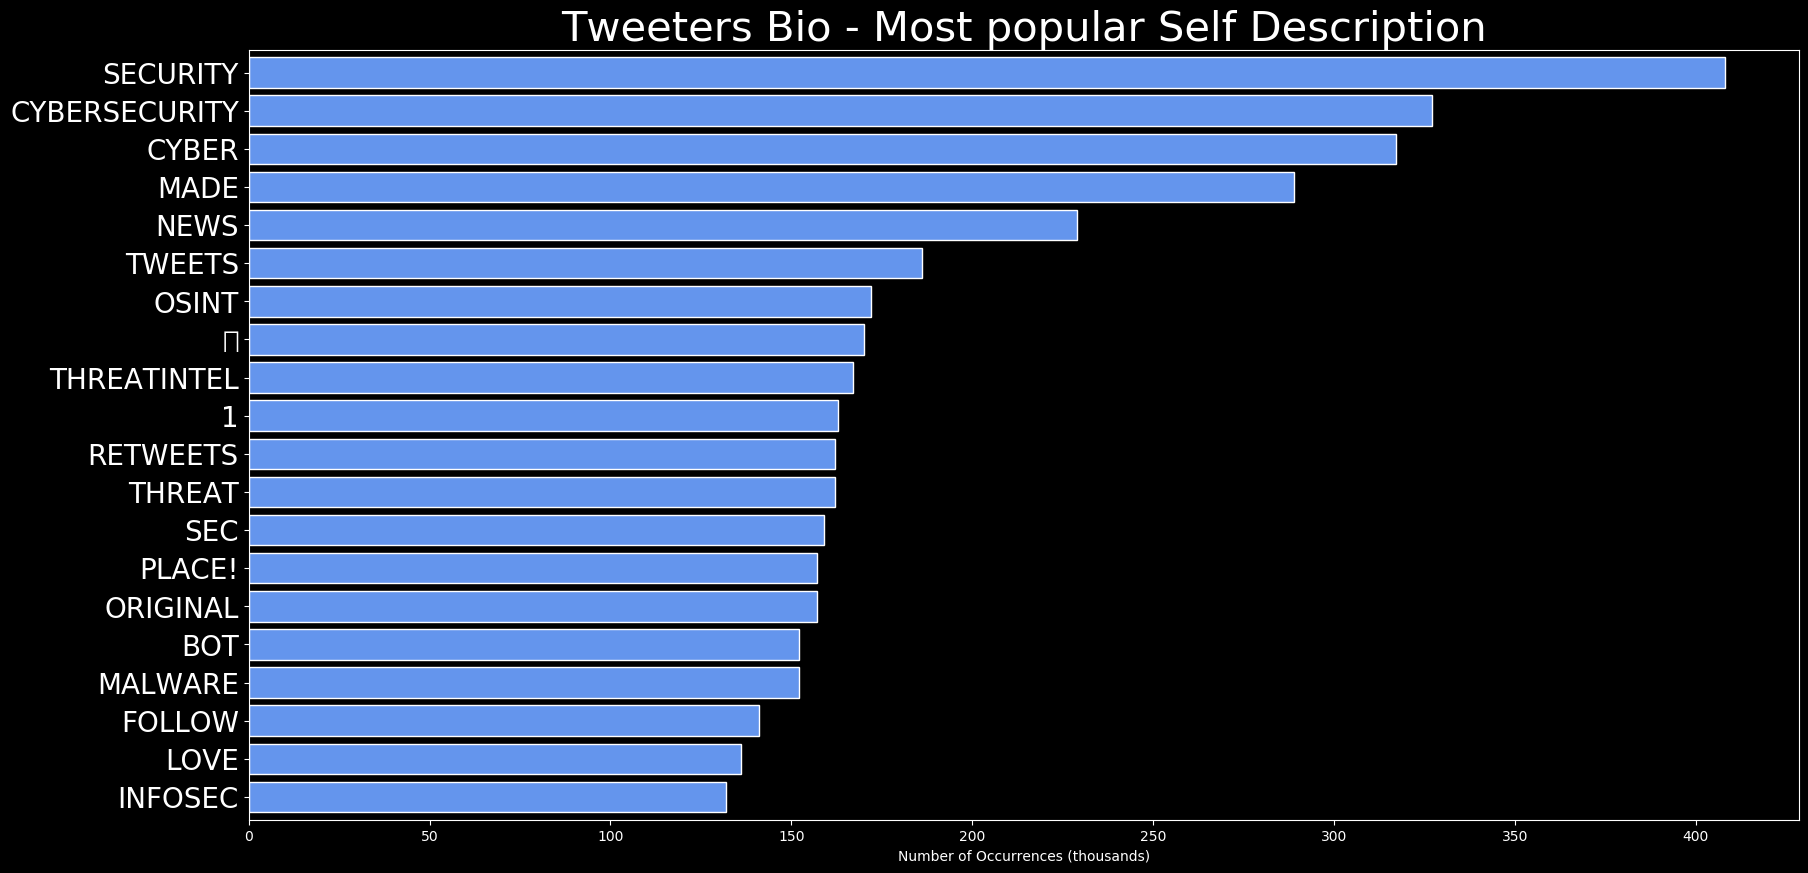 Tweeters Bio - Most popular Self Description
SECURITY
CYBERSECURITY
CYBER
MADE
NEWS
TWEETS
OSINT
THREATINTEL
1
RETWEETS
THREAT
SEC
PLACE!
ORIGINAL
BOT
MALWARE
FOLLOW
LOVE
INFOSEC
0 50 100 150 200 250 300 350 400
Number of Occurrences (thousands)